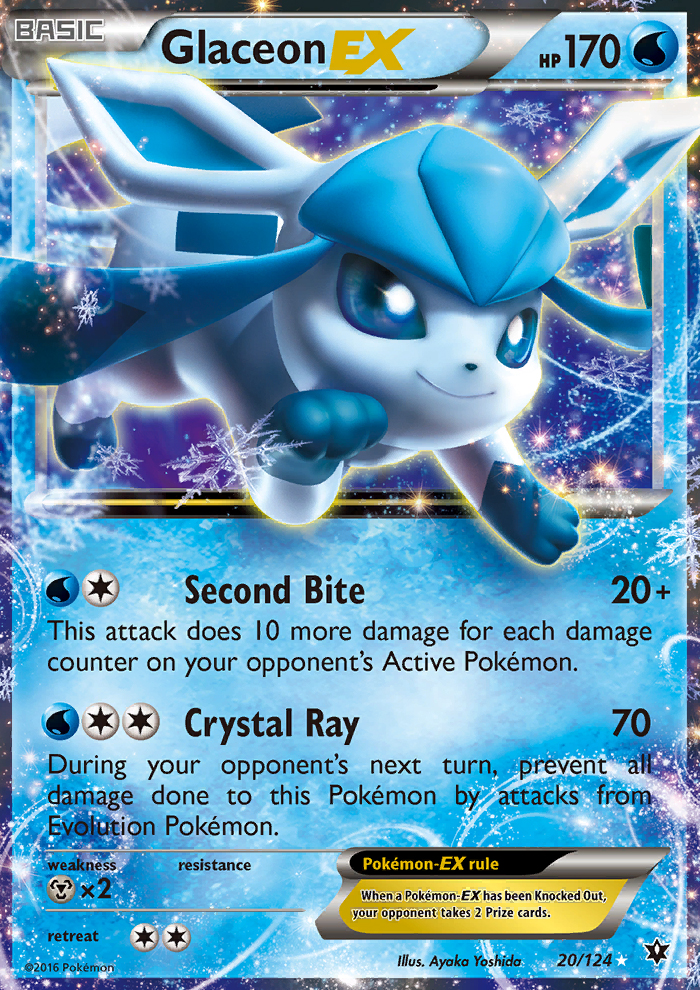 BASIC
GlaceonEX
HP 170
Second Bite 20+
This attack does 10 more damage for each damage
counter on your opponent's Active Pokémon.
Crystal Ray 70
During your opponent's next turn, prevent all
damage done to this Pokémon by attacks from
Evolution Pokémon.
weakness resistance
×2
Pokémon-EX rule
When a Pokémon-EX has been Knocked Out,
your opponent takes 2 Prize cards.
retreat
©2016 Pokémon
Illus. Ayaka Yoshida 20/124